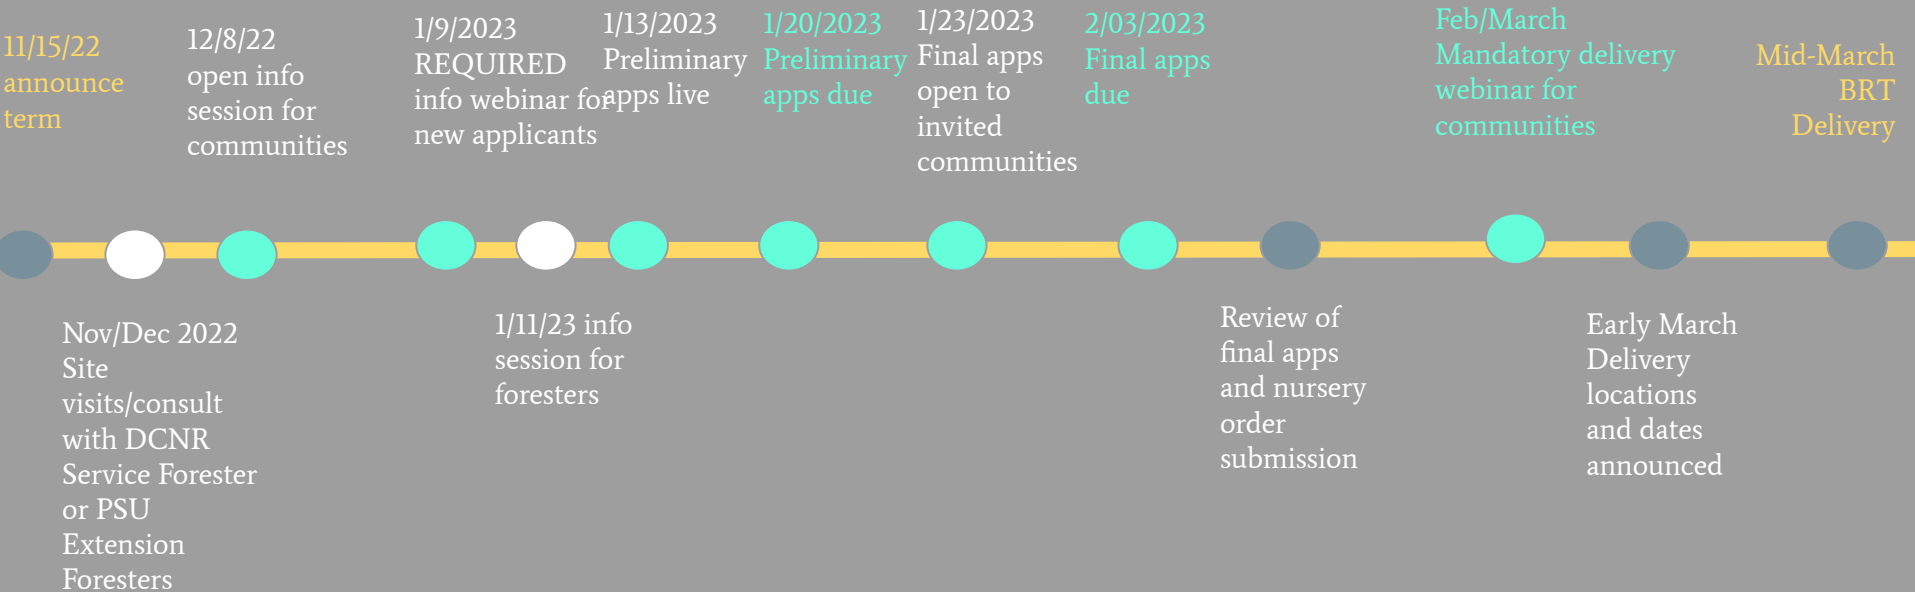 11/15/22
announce
term
12/8/22
open info
session for
communities
1/9/2023
REQUIRED
info webinar for
new applicants
1/13/2023
Preliminary
apps live
1/20/2023
Preliminary
apps due
1/23/2023
Final apps
open to
invited
communities
2/03/2023
Final apps
due
Feb/March
Mandatory delivery
webinar for
communities
Mid-March
BRT
Delivery
Nov/Dec 2022
Site
visits/consult
with DCNR
Service Forester
or PSU
Extension
Foresters
1/11/23 info
session for
foresters
Review of
final apps
and nursery
order
submission
Early March
Delivery
locations
and dates
announced